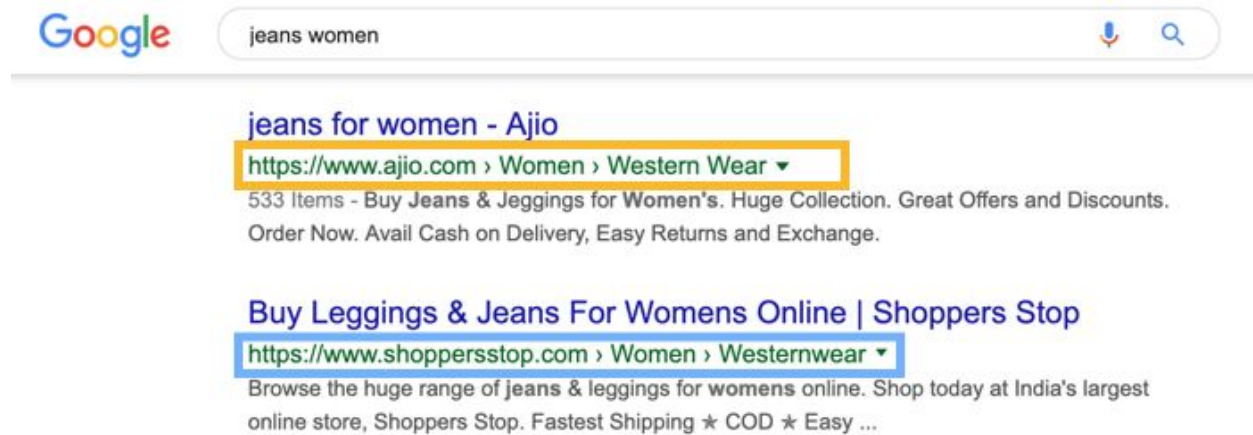 Google jeans women
jeans for women - Ajio
https://www.ajio.com › Women › Western Wear ▾
533 Items - Buy Jeans & Jeggings for Women's. Huge Collection. Great Offers and Discounts.
Order Now. Avail Cash on Delivery, Easy Returns and Exchange.
Buy Leggings & Jeans For Womens Online | Shoppers Stop
https://www.shoppersstop.com › Women › Westernwear ▾
Browse the huge range of jeans & leggings for womens online. Shop today at India's largest
online store, Shoppers Stop. Fastest Shipping ★ COD ★ Easy ...